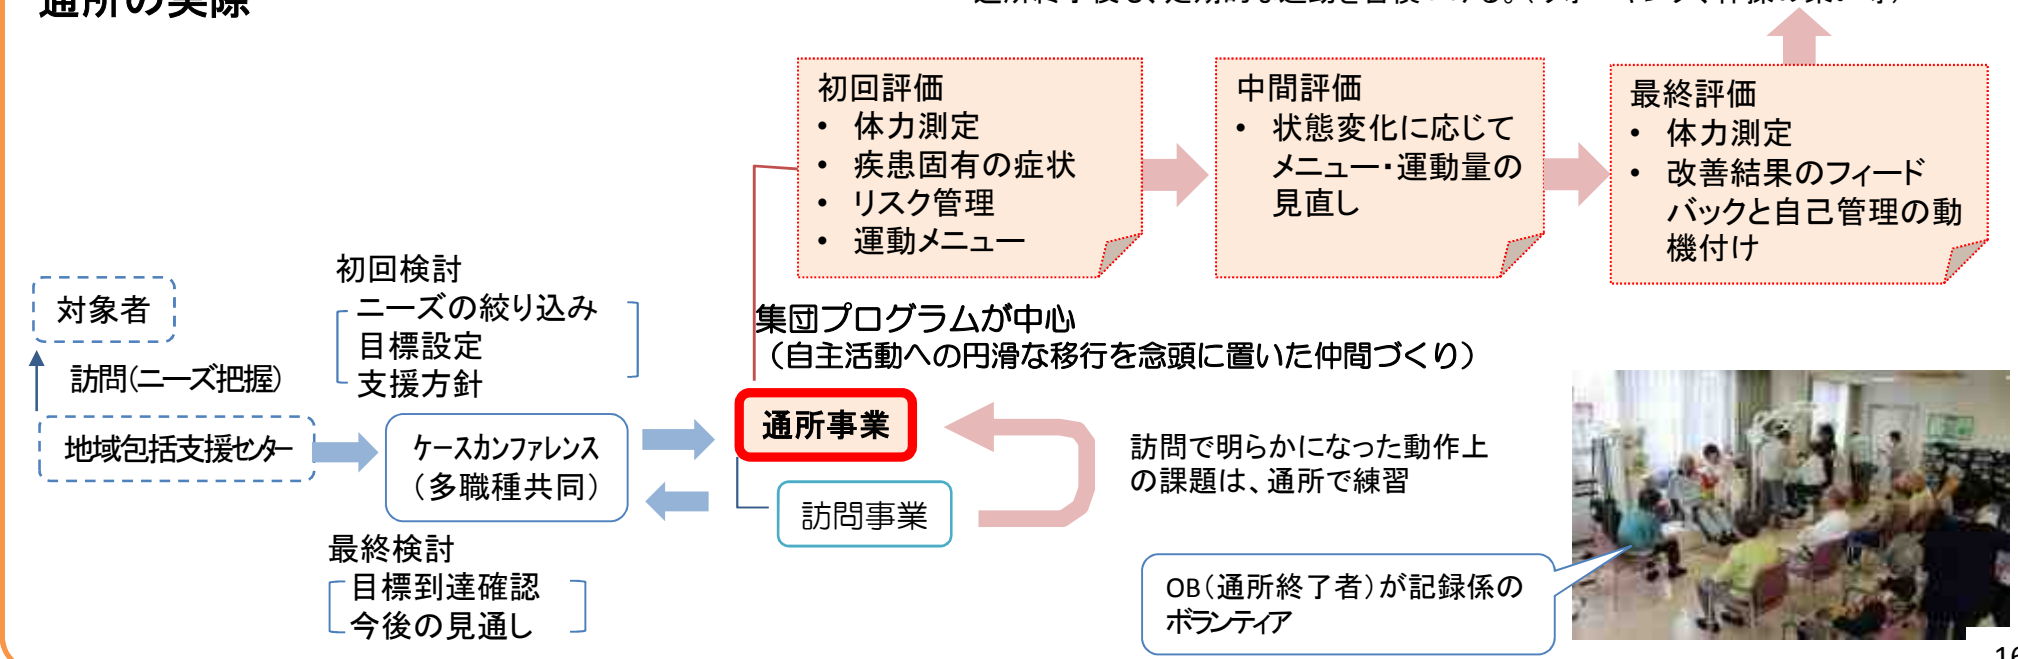 通所の実際
初回評価
• 体力測定
• 疾患固有の症状
• リスク管理
• 運動メニュー
中間評価
• 状態変化に応じて
メニュー・運動量の
見直し
最終評価
• 体力測定
• 改善結果のフィード
バックと自己管理の動
機付け
対象者
訪問(ニーズ把握)
地域包括支援センター
初回検討
ニーズの絞り込み
目標設定
支援方針
ケースカンファレンス
(多職種共同)
最終検討
目標到達確認
今後の見通し
集団プログラムが中心
(自主活動への円滑な移行を念頭に置いた仲間づくり)
通所事業
訪問事業
訪問で明らかになった動作上
の課題は、通所で練習
OB(通所終了者)が記録係の
ボランティア